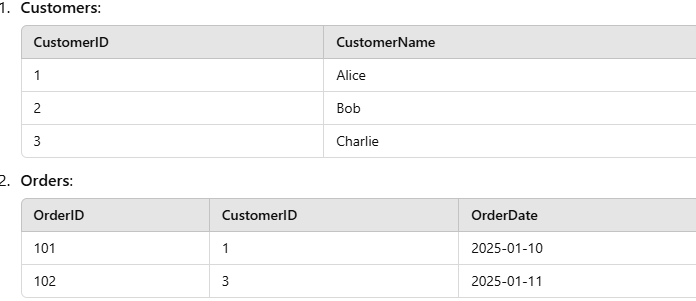 1. Customers:
CustomerID CustomerName
1 Alice
2 Bob
3 Charlie
2. Orders:
OrderID CustomerID OrderDate
101 1 2025-01-10
102 3 2025-01-11